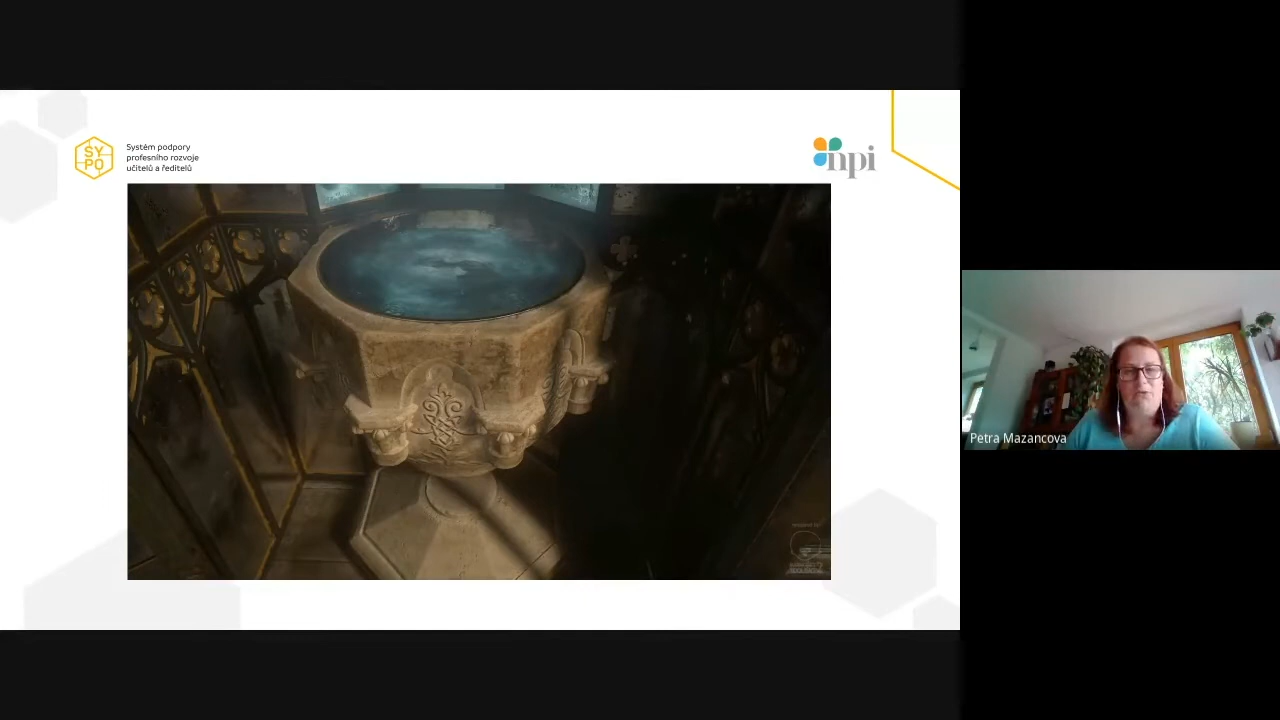 SY
PO
Systém podpory
profesního rozvoje
učitelů a ředitelů
npi
Petra Mazancova